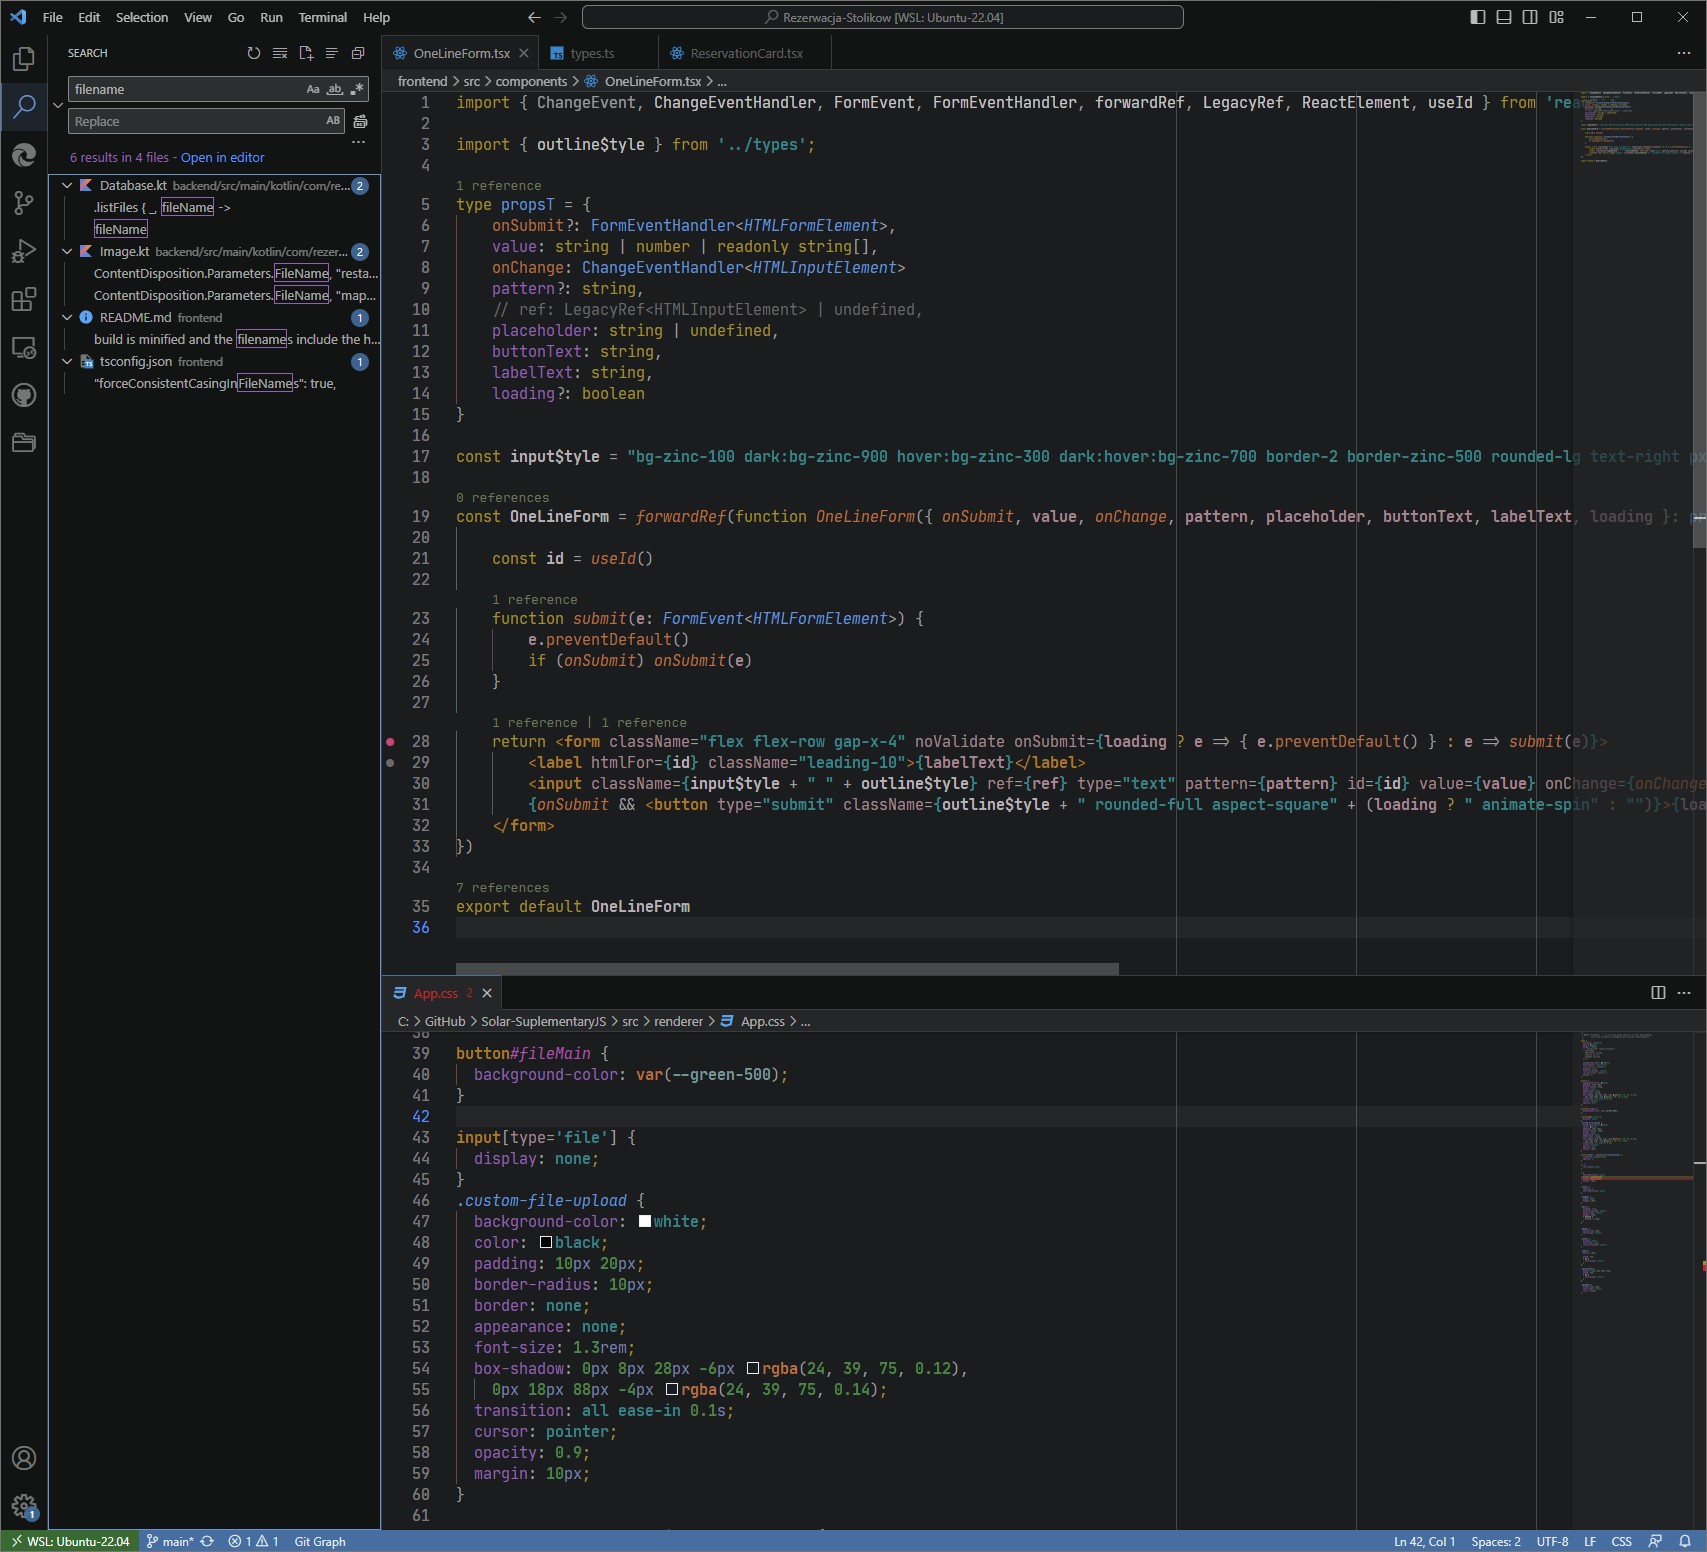 File Edit Selection View Go Run Terminal Help
Rezerwacja-Stolikow [WSL: Ubuntu-22.04]
SEARCH
filename
Aa ab .*
Replace
AB
6 results in 4 files - Open in editor
Database.kt backend/src/main/kotlin/com/re... 2
.listFiles { _, fileName ->
fileName
Image.kt backend/src/main/kotlin/com/rezer... 2
ContentDisposition.Parameters.FileName, "resta...
ContentDisposition.Parameters.FileName, "map...
README.md frontend 1
build is minified and the filenames include the h...
tsconfig.json frontend 1
"forceConsistentCasingInFileNames": true,
OneLineForm.tsx types.ts ReservationCard.tsx
frontend > src > components > OneLineForm.tsx > ...
1 import { ChangeEvent, ChangeEventHandler, FormEvent, FormEventHandler, forwardRef, LegacyRef, ReactElement, useId } from 'rea
2
3 import { outline$tyle } from '../types';
4
1 reference
5 type propsT = {
6 onSubmit?: FormEventHandler<HTMLFormElement>,
7 value: string | number | readonly string[],
8 onChange: ChangeEventHandler<HTMLInputElement>
9 pattern?: string,
10 // ref: LegacyRef<HTMLInputElement> | undefined,
11 placeholder: string | undefined,
12 buttonText: string,
13 labelText: string,
14 loading?: boolean
15 }
16
17 const input$tyle = "bg-zinc-100 dark:bg-zinc-900 hover:bg-zinc-300 dark:hover:bg-zinc-700 border-2 border-zinc-500 rounded-lg text-right px
18
0 references
19 const OneLineForm = forwardRef(function OneLineForm({ onSubmit, value, onChange, pattern, placeholder, buttonText, labelText, loading }: pr
20
21 const id = useId()
22
1 reference
23 function submit(e: FormEvent<HTMLFormElement>) {
24 e.preventDefault()
25 if (onSubmit) onSubmit(e)
26 }
27
1 reference | 1 reference
28 return <form className="flex flex-row gap-x-4" noValidate onSubmit={loading ? e => { e.preventDefault() } : e => submit(e)}>
29 <label htmlFor={id} className="leading-10">{labelText}</label>
30 <input className={input$tyle + " " + outline$tyle} ref={ref} type="text" pattern={pattern} id={id} value={value} onChange={onChange
31 {onSubmit && <button type="submit" className={outline$tyle + " rounded-full aspect-square" + (loading ? " animate-spin" : "")}>{loa
32 </form>
33 })
34
7 references
35 export default OneLineForm
36
App.css 2
C: > GitHub > Solar-SuplementaryJS > src > renderer > App.css > ...
38
39 button#fileMain {
40 background-color: var(--green-500);
41 }
42
43 input[type='file'] {
44 display: none;
45 }
46 .custom-file-upload {
47 background-color: white;
48 color: black;
49 padding: 10px 20px;
50 border-radius: 10px;
51 border: none;
52 appearance: none;
53 font-size: 1.3rem;
54 box-shadow: 0px 8px 28px -6px rgba(24, 39, 75, 0.12),
55 0px 18px 88px -4px rgba(24, 39, 75, 0.14);
56 transition: all ease-in 0.1s;
57 cursor: pointer;
58 opacity: 0.9;
59 margin: 10px;
60 }
61
1
WSL: Ubuntu-22.04 main* 1 1 Git Graph Ln 42, Col 1 Spaces: 2 UTF-8 LF CSS